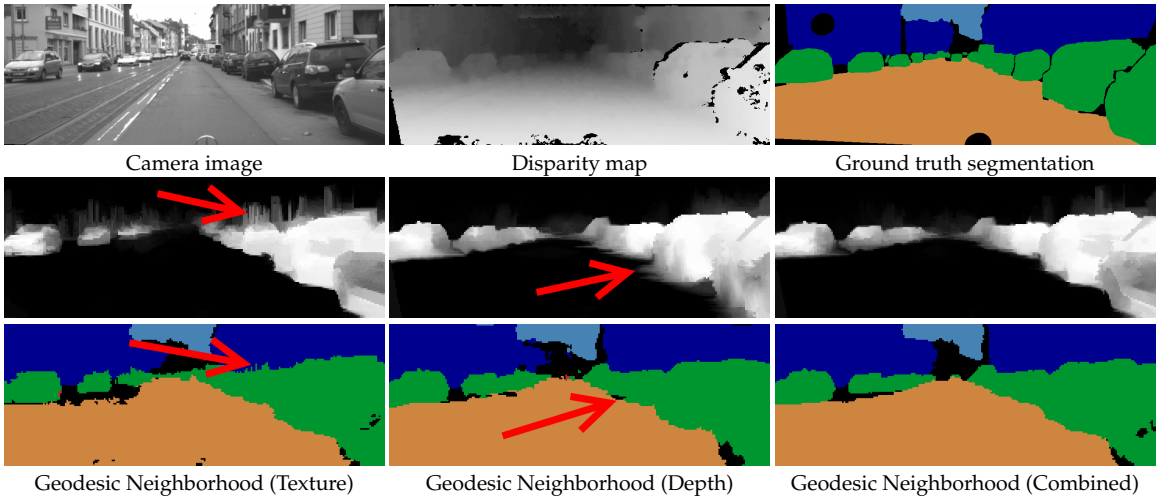 Camera image
Disparity map
Ground truth segmentation
Geodesic Neighborhood (Texture)
Geodesic Neighborhood (Depth)
Geodesic Neighborhood (Combined)